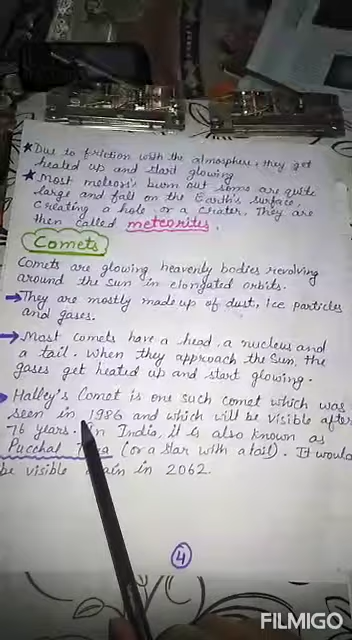 ★ Due to friction with the atmosphere, they get
heated up and start glowing
★ Most meteors burn out some are quite
large and fall on the Earth's surface,
creating a hole, or a crater. They are
then called meteorites.
Comets
Comets are glowing heavenly bodies revolving
around the sun in elongated orbits.
→ They are mostly made up of dust, ice particles
and gases.
→ Most comets have a head, a nucleus and
a tail. When they approach the Sun, the
gases get heated up and start glowing.
Halley's Comet is one such comet which was
seen in 1986 and which will be visible after
76 years. In India, it is also known as
Pucchal (or a star with a tail). It would
be visible in 2062.
4
FILMIGO